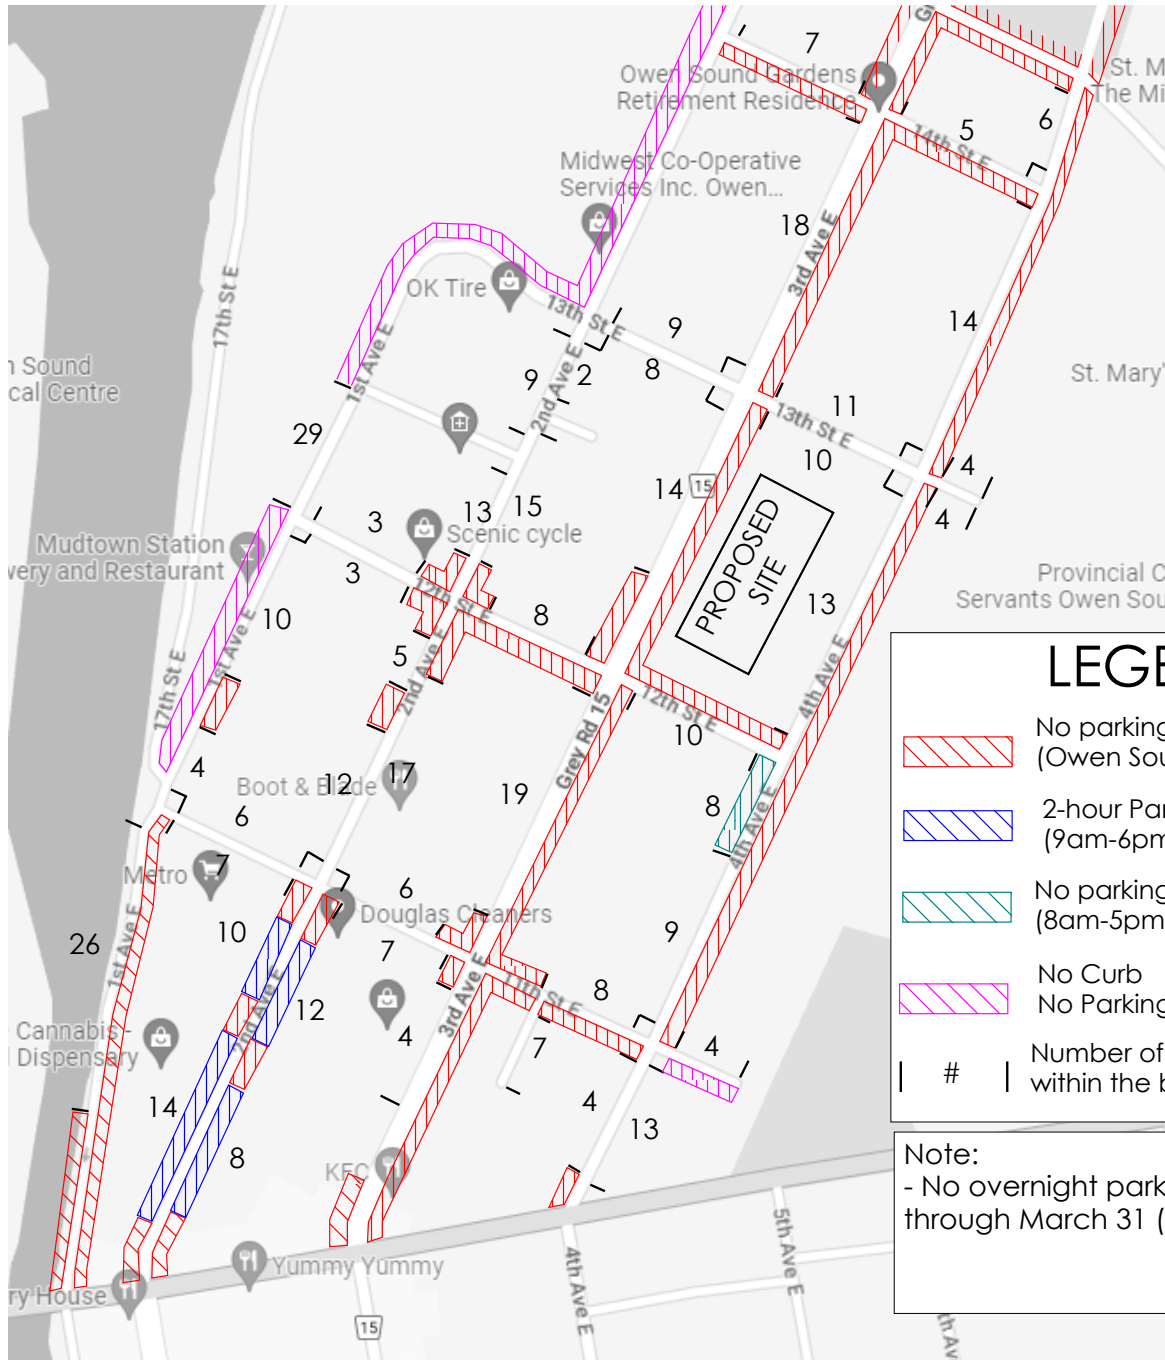 7
Owen Sound Gardens
Retirement Residence
St. M
The Mi
6
5
14th St E
Midwest Co-Operative
Services Inc. Owen...
18
3rd Ave E
17th St E
OK Tire
13th St E
14
9
8
1st Ave E
n Sound
cal Centre
St. Mary'
9
2
2nd Ave E
11
13th St E
10
29
4
4
14
15
15
13
3
Scenic cycle
3
Mudtown Station
wery and Restaurant
PROPOSED
SITE
13
Provincial C
Servants Owen Sou
12th St E
8
10
1st Ave E
17th St E
5
2nd Ave E
12th St E
10
4th Ave E
Grey Rd 15
LEGE
No parking
(Owen Sou
2-hour Par
(9am-6pm
No parking
(8am-5pm
No Curb
No Parking
#
Number of
within the b
4
Boot & Blade
12
17
19
8
4th Ave E
6
7
Metro
6
Douglas Cleaners
10
7
9
26
1st Ave E
12
2nd Ave E
3rd Ave E
11th St E
8
Cannabis -
Dispensary
4
7
4
14
4
13
8
KFC
Note:
- No overnight park
through March 31 (
5th Ave E
4th Ave E
Yummy Yummy
ry House
15
th Av